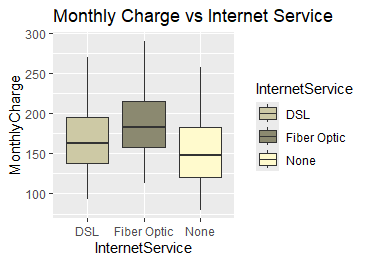 Monthly Charge vs Internet Service
300
250
200
150
100
MonthlyCharge
DSL Fiber Optic None
InternetService
InternetService
DSL
Fiber Optic
None